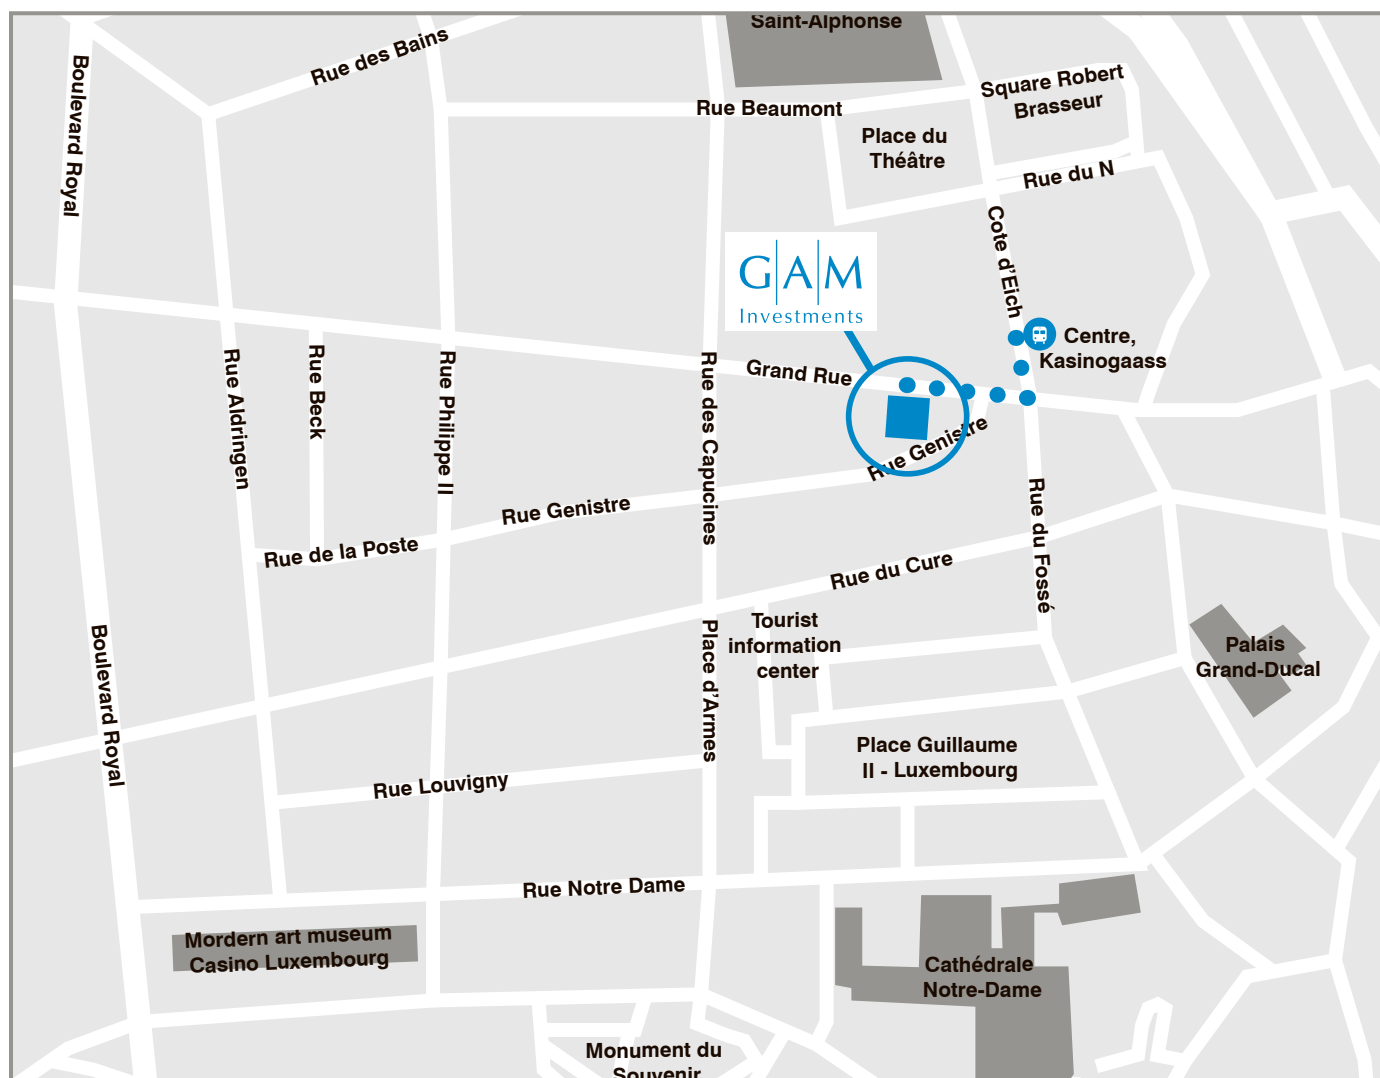 Saint-Alphonse
Rue des Bains
Boulevard Royal
Square Robert
Brasseur
Rue Beaumont
Place du
Théâtre
Rue du N
Cote d'Eich
G|A|M
Investments
Centre,
Kasinogaass
Rue Aldringen
Rue Beck
Rue Philippe II
Rue des Capucines
Grand Rue
Rue Genistre
Rue Genistre
Rue de la Poste
Rue du Fossé
Rue du Cure
Boulevard Royal
Place d'Armes
Tourist
information
center
Palais
Grand-Ducal
Place Guillaume
II - Luxembourg
Rue Louvigny
Rue Notre Dame
Mordern art museum
Casino Luxembourg
Cathédrale
Notre-Dame
Monument du
Souvenir